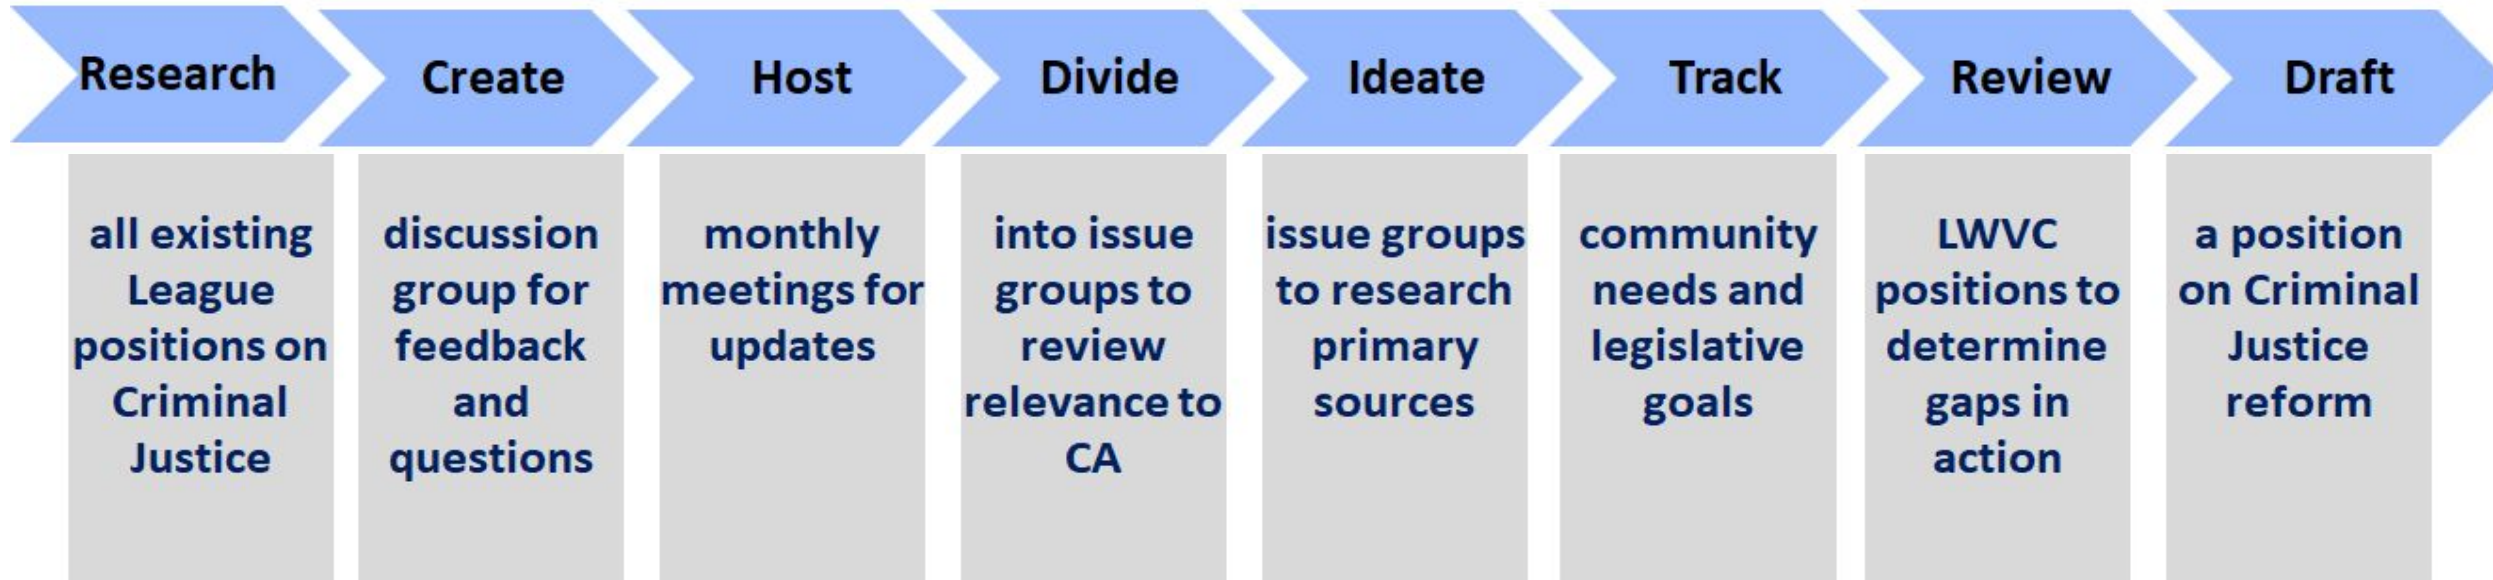 Research
all existing
League
positions on
Criminal
Justice
Create
discussion
group for
feedback
and
questions
Host
monthly
meetings for
updates
Divide
into issue
groups to
review
relevance to
CA
Ideate
issue groups
to research
primary
sources
Track
community
needs and
legislative
goals
Review
LWVC
positions to
determine
gaps in
action
Draft
a position
on Criminal
Justice
reform